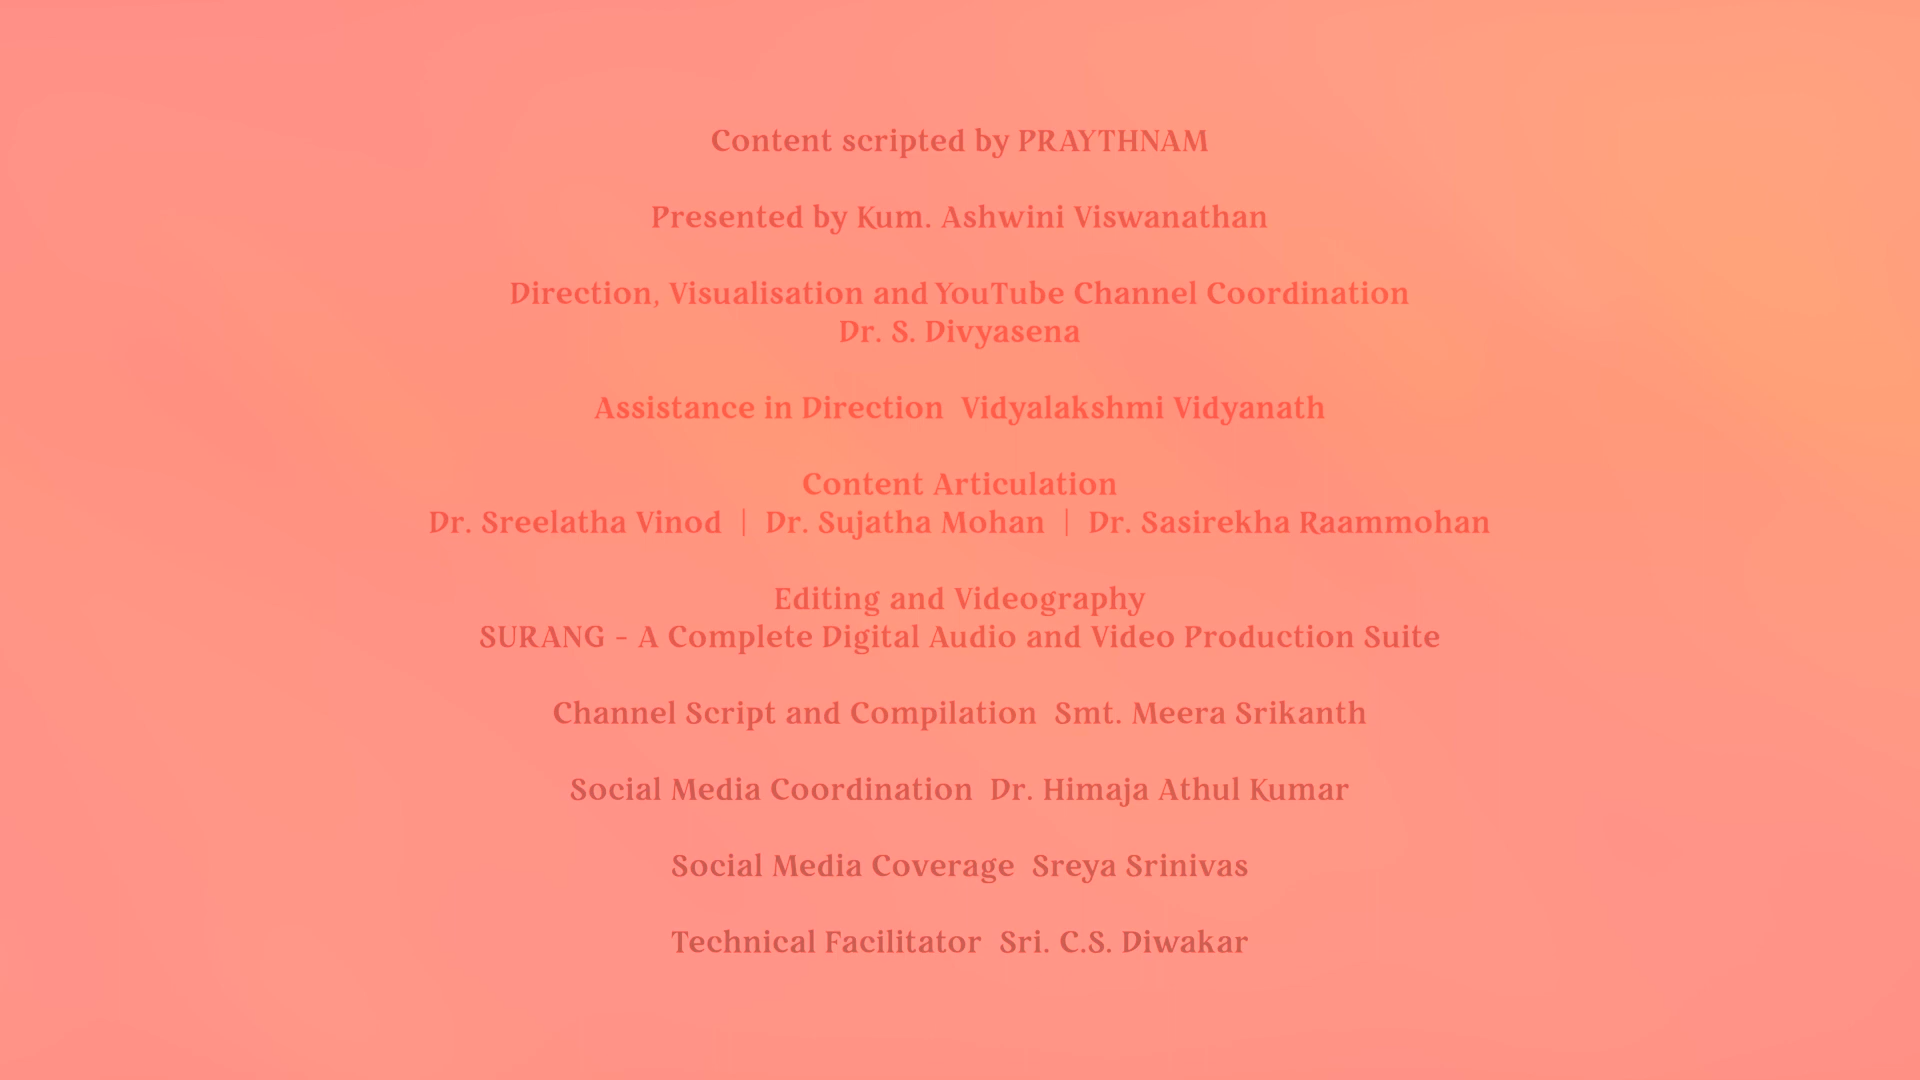 Content scripted by PRAYTHNAM
Presented by Kum. Ashwini Viswanathan
Direction, Visualisation and YouTube Channel Coordination
Dr. S. Divyasena
Assistance in Direction Vidyalakshmi Vidyanath
Content Articulation
Dr. Sreelatha Vinod | Dr. Sujatha Mohan | Dr. Sasirekha Raammohan
Editing and Videography
SURANG - A Complete Digital Audio and Video Production Suite
Channel Script and Compilation Smt. Meera Srikanth
Social Media Coordination Dr. Himaja Athul Kumar
Social Media Coverage Sreya Srinivas
Technical Facilitator Sri. C.S. Diwakar